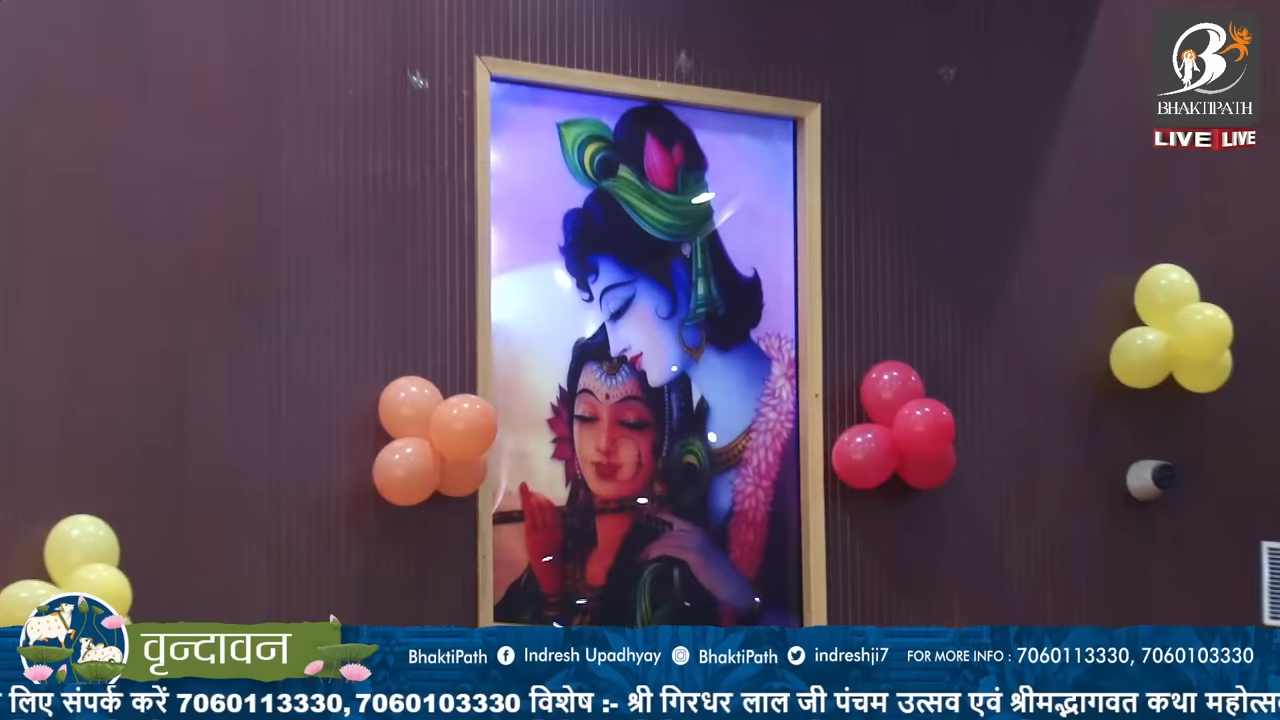 BHAKTIPATH
LIVE LIVE
वृन्दावन
BhaktiPath Indresh Upadhyay BhaktiPath indreshji7 FOR MORE INFO : 7060113330, 7060103330
लिए संपर्क करें 7060113330,7060103330 विशेष :- श्री गिरधर लाल जी पंचम उत्सव एवं श्रीमद्भागवत कथा